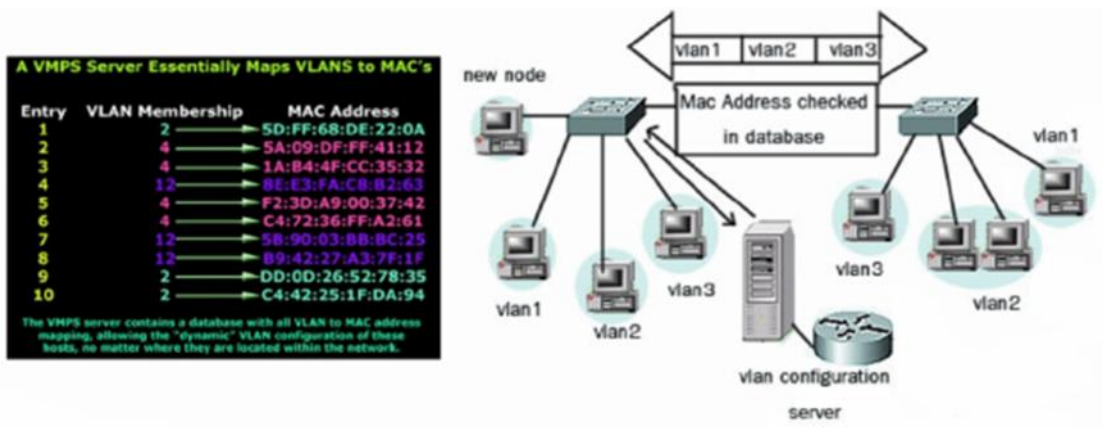 A VMPS Server Essentially Maps VLANS to MAC's
Entry VLAN Membership MAC Address
1 2 5D:FF:68:DE:22:0A
2 4 5A:09:DF:FF:41:12
3 4 1A:B4:4F:CC:35:32
4 12 8E:E3:FA:C8:B2:63
5 4 F2:3D:A9:00:37:42
6 4 C4:72:36:FF:A2:61
7 12 5B:90:03:BB:BC:25
8 12 B9:42:27:A3:7F:1F
9 2 DD:0D:26:52:78:35
10 2 C4:42:25:1F:DA:94
The VMPS server contains a database with all VLAN to MAC address
mapping, allowing the "dynamic" VLAN configuration of these
hosts, no matter where they are located within the network.
vlan1 vlan2 vlan3
new node
Mac Address checked
in database
vlan1
vlan3
vlan3
vlan1
vlan2
vlan2
vlan configuration
server